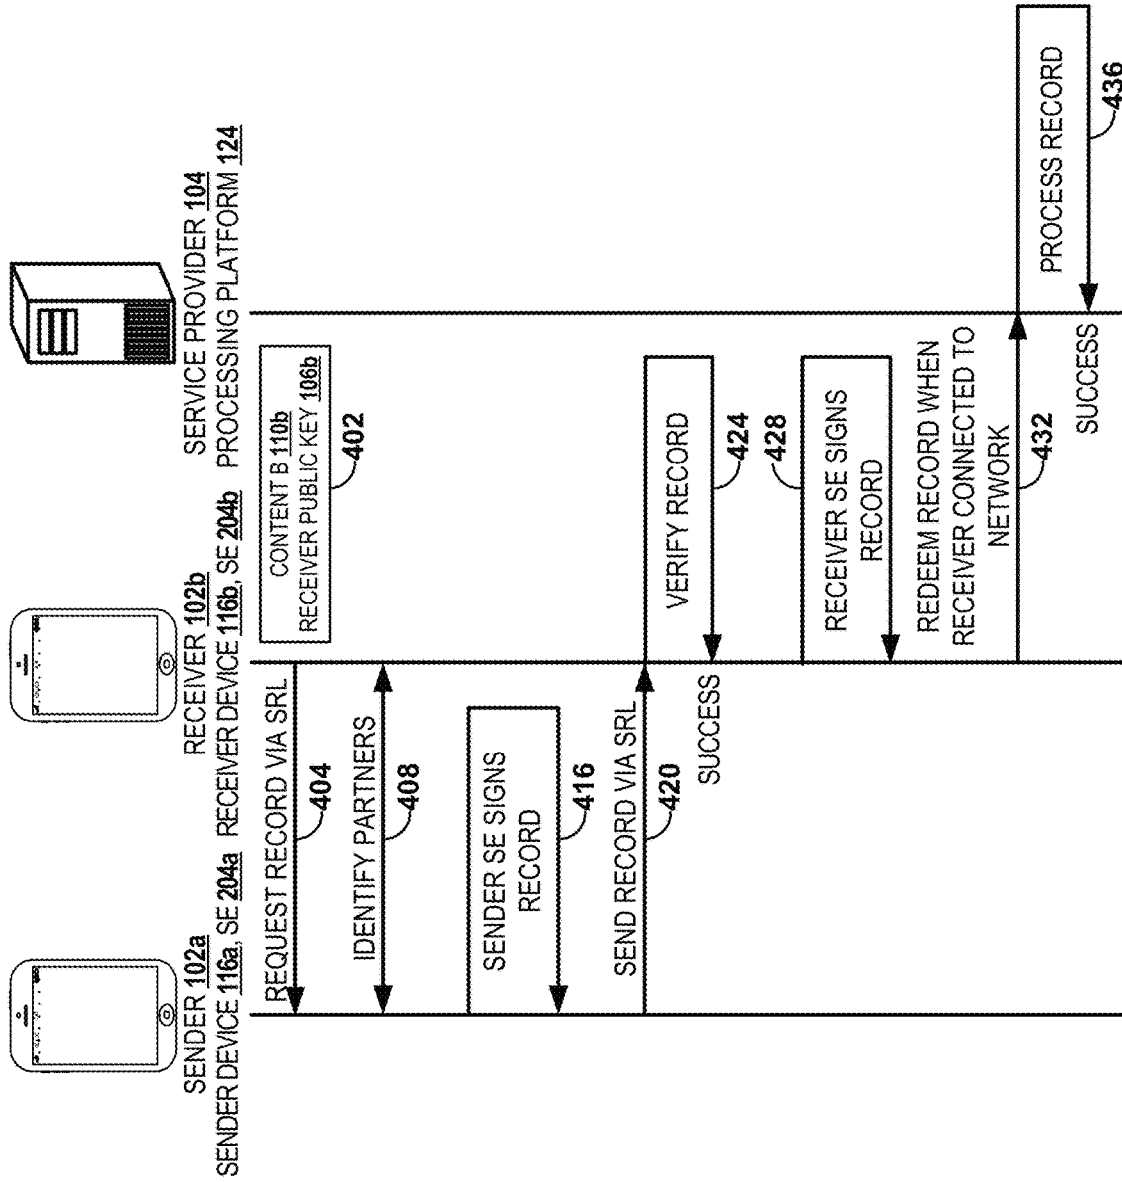 SENDER 102a
SENDER DEVICE 116a, SE 204a
RECEIVER 102b
RECEIVER DEVICE 116b, SE 204b
SERVICE PROVIDER 104
PROCESSING PLATFORM 124
CONTENT B 110b
RECEIVER PUBLIC KEY 106b
402
REQUEST RECORD VIA SRL
404
IDENTIFY PARTNERS
408
SENDER SE SIGNS
RECORD
416
SEND RECORD VIA SRL
420
VERIFY RECORD
424
SUCCESS
428
RECEIVER SE SIGNS
RECORD
REDEEM RECORD WHEN
RECEIVER CONNECTED TO
NETWORK
432
PROCESS RECORD
436
SUCCESS